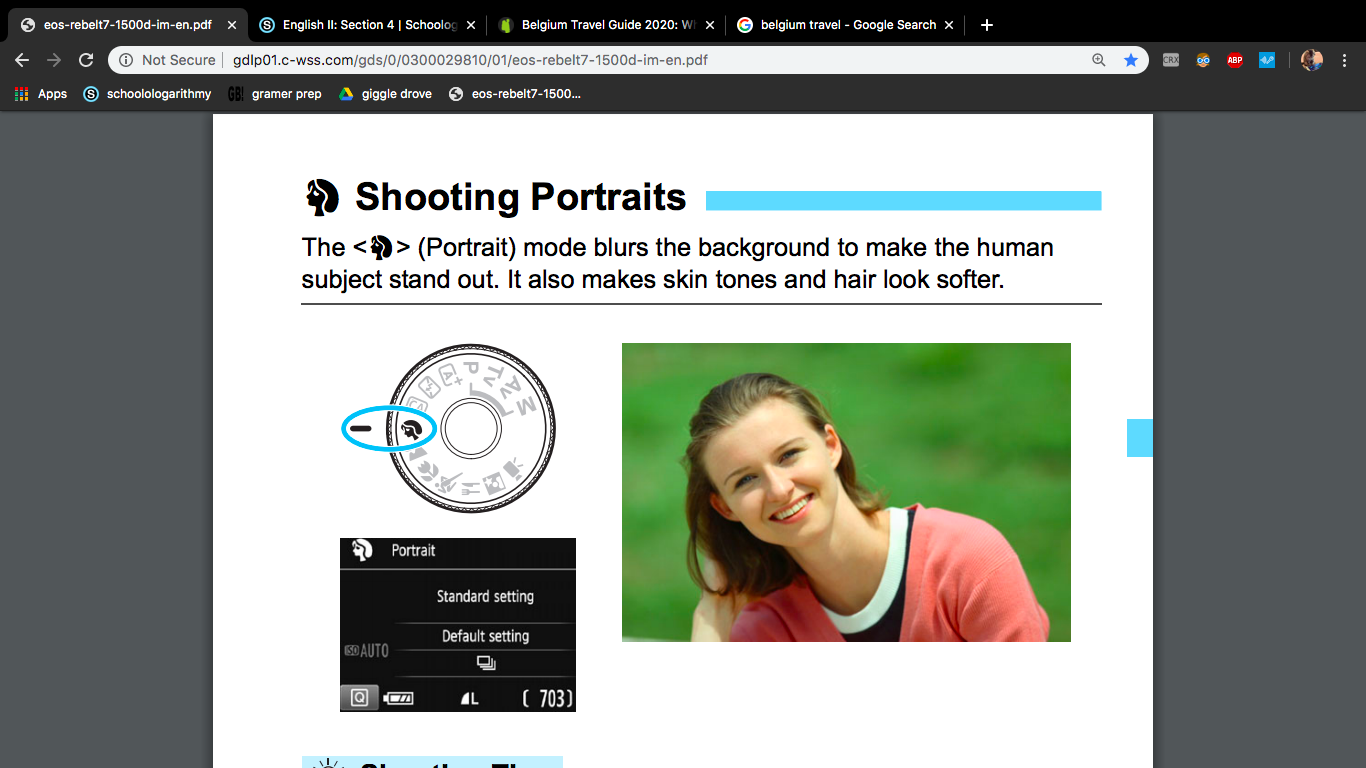 eos-rebelt7-1500d-im-en.pdf
English II: Section 4 | Schoolog
Belgium Travel Guide 2020: W
belgium travel - Google Search
Not Secure | gdlp01.c-wss.com/gds/0/0300029810/01/eos-rebelt7-1500d-im-en.pdf
CRX
ABP
Apps
schoolologarithmy
GB!
gramer prep
giggle drove
eos-rebelt7-1500...
Shooting Portraits
The < > (Portrait) mode blurs the background to make the human
subject stand out. It also makes skin tones and hair look softer.
A+
P
Tv
Av
M
Portrait
Standard setting
Default setting
ISO AUTO
Q
L
( 703)